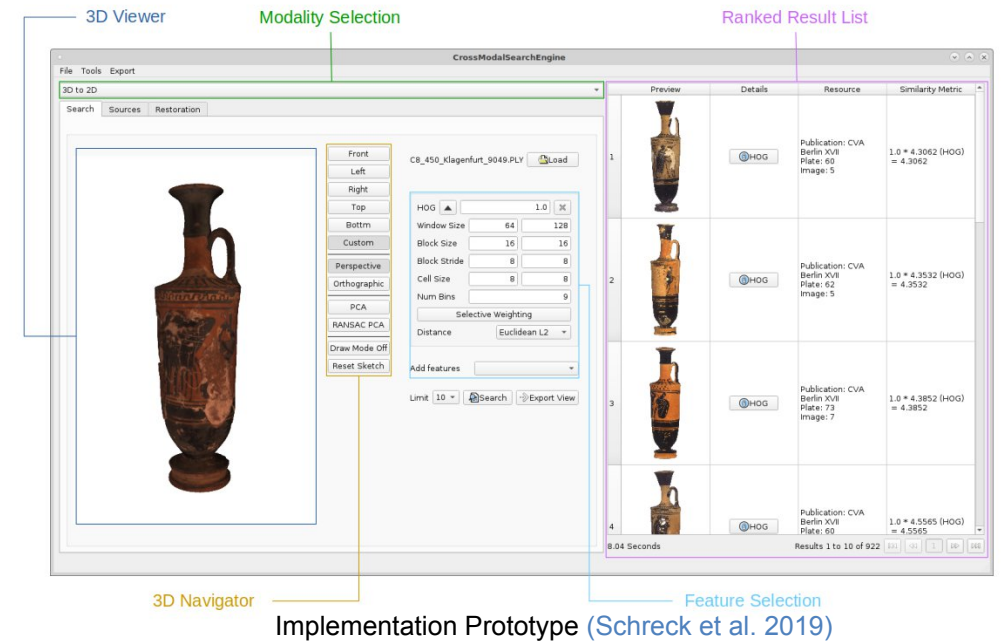 3D Viewer
Modality Selection
Ranked Result List
CrossModalSearchEngine
File Tools Export
3D to 2D
Search Sources Restoration
Front
Left
Right
Top
Bottm
Custom
Perspective
Orthographic
PCA
RANSAC PCA
Draw Mode Off
Reset Sketch
C8_450_Klagenfurt_9049.PLY Load
HOG 1.0
Window Size 64 128
Block Size 16 16
Block Stride 8 8
Cell Size 8 8
Num Bins 9
Selective Weighting
Distance Euclidean L2
Add features
Limit 10 Search Export View
Preview Details Resource Similarity Metric
1 @HOG
Publication: CVA
Berlin XVII
Plate: 60
Image: 5
1.0 * 4.3062 (HOG)
= 4.3062
2 @HOG
Publication: CVA
Berlin XVII
Plate: 62
Image: 5
1.0 * 4.3532 (HOG)
= 4.3532
3 @HOG
Publication: CVA
Berlin XVII
Plate: 73
Image: 7
1.0 * 4.3852 (HOG)
= 4.3852
4 @HOG
Publication: CVA
Berlin XVII
Plate: 60
1.0 * 4.5565 (HOG)
= 4.5565
8.04 Seconds
Results 1 to 10 of 922
1
3D Navigator
Feature Selection
Implementation Prototype (Schreck et al. 2019)